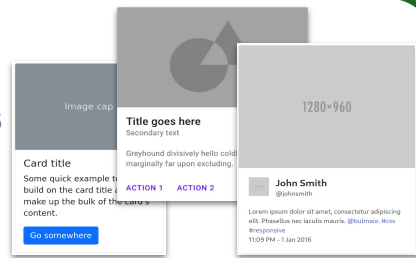 Image cap
Card title
Some quick example
build on the card title
make up the bulk of the card's
content.
Go somewhere
Title goes here
Secondary text
Greyhound divisively hello
marginally far upon excluding.
ACTION 1 ACTION 2
1280×960
John Smith
@johnsmith
Lorem ipsum dolor sit amet, consectetur adipiscing
elit. Phasellus nec iaculis mauris. @bulmaio. #css
#responsive
11:09 PM - 1 Jan 2016